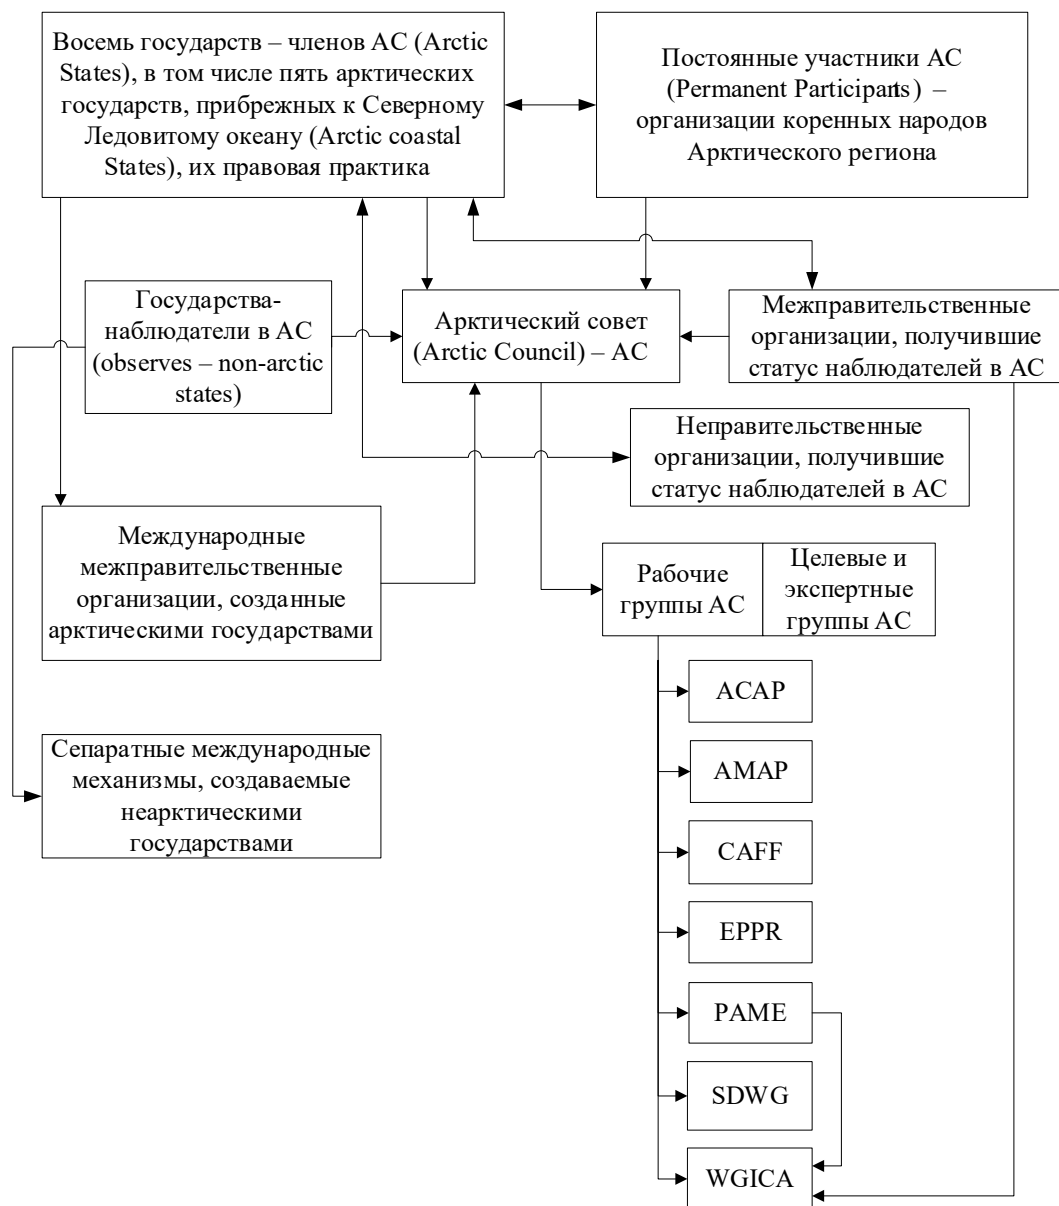 Восемь государств – членов АС (Arctic
States), в том числе пять арктических
государств, прибрежных к Северному
Ледовитому океану (Arctic coastal
States), их правовая практика
Постоянные участники АС
(Permanent Participants) –
организации коренных народов
Арктического региона
Государства-
наблюдатели в АС
(observes – non-arctic
states)
Арктический совет
(Arctic Council) – АС
Межправительственные
организации, получившие
статус наблюдателей в АС
Неправительственные
организации, получившие
статус наблюдателей в АС
Международные
межправительственные
организации, созданные
арктическими государствами
Рабочие
группы АС
Целевые и
экспертные
группы АС
Сепаратные международные
механизмы, создаваемые
неарктическими
государствами
ACAP
AMAP
CAFF
EPPR
PAME
SDWG
WGICA